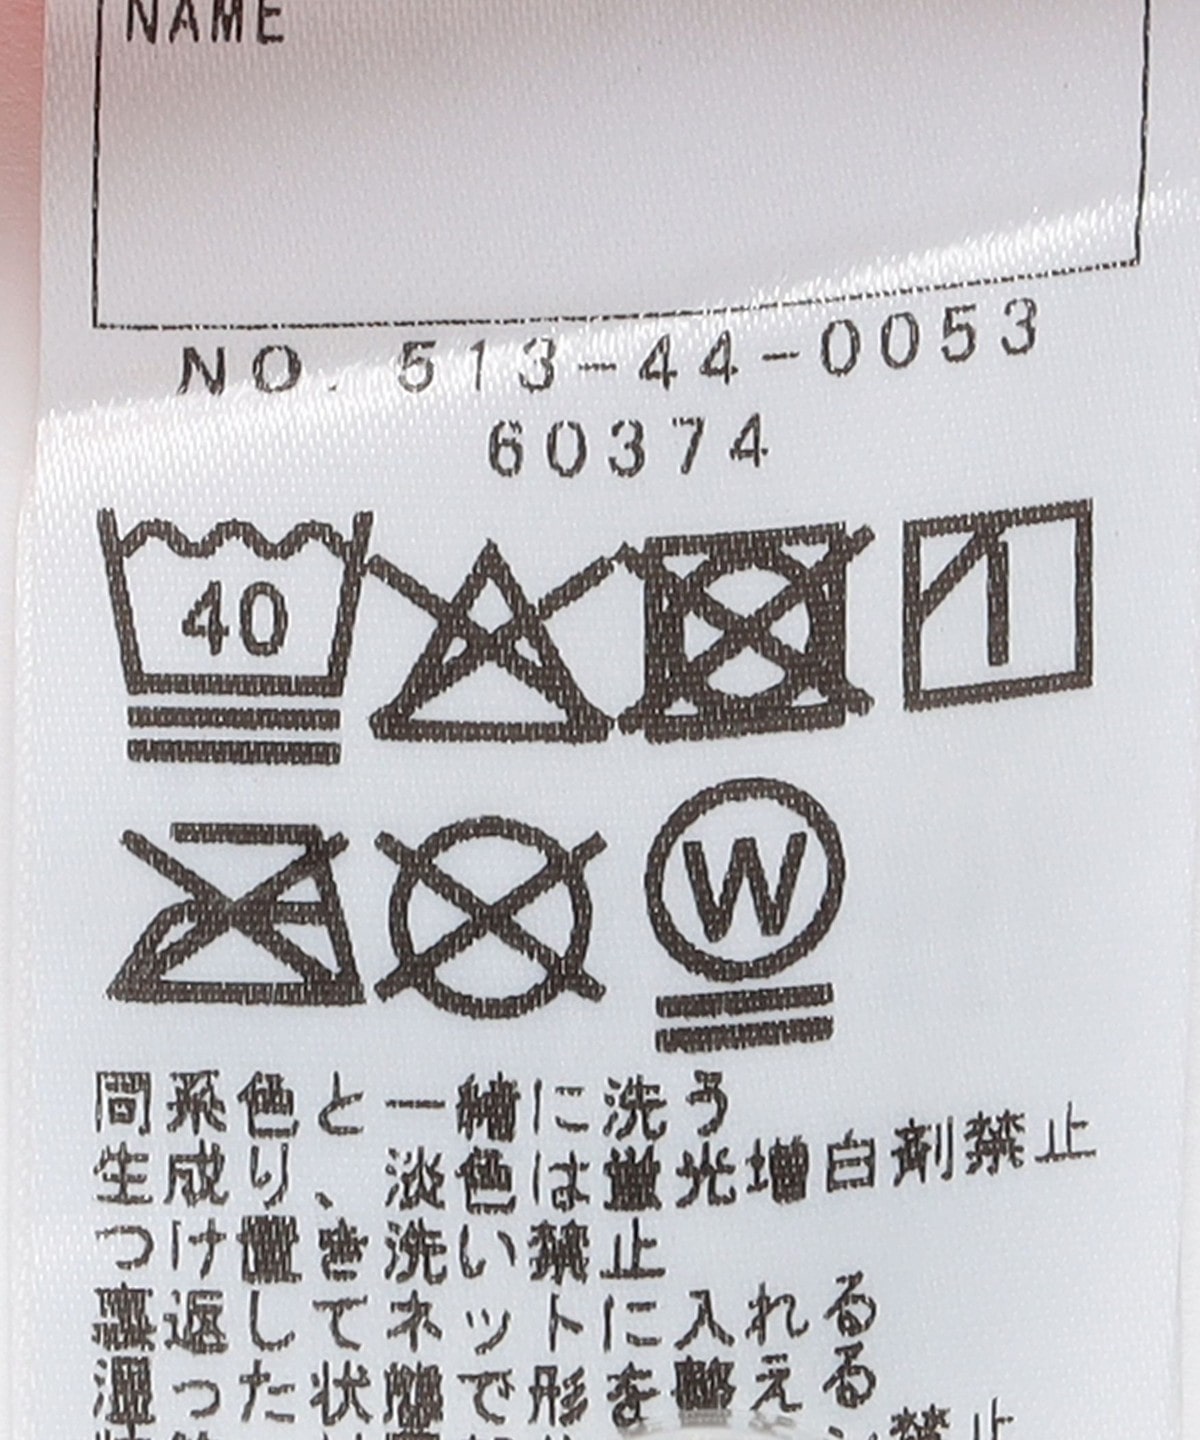 NAME
NO. 513-44-0053
60374
40
W
同系色と一緒に洗う
生成り、淡色は蛍光増白剤禁止
つけ置き洗い禁止
裏返してネットに入れる
湿った状態で形を整える
禁止